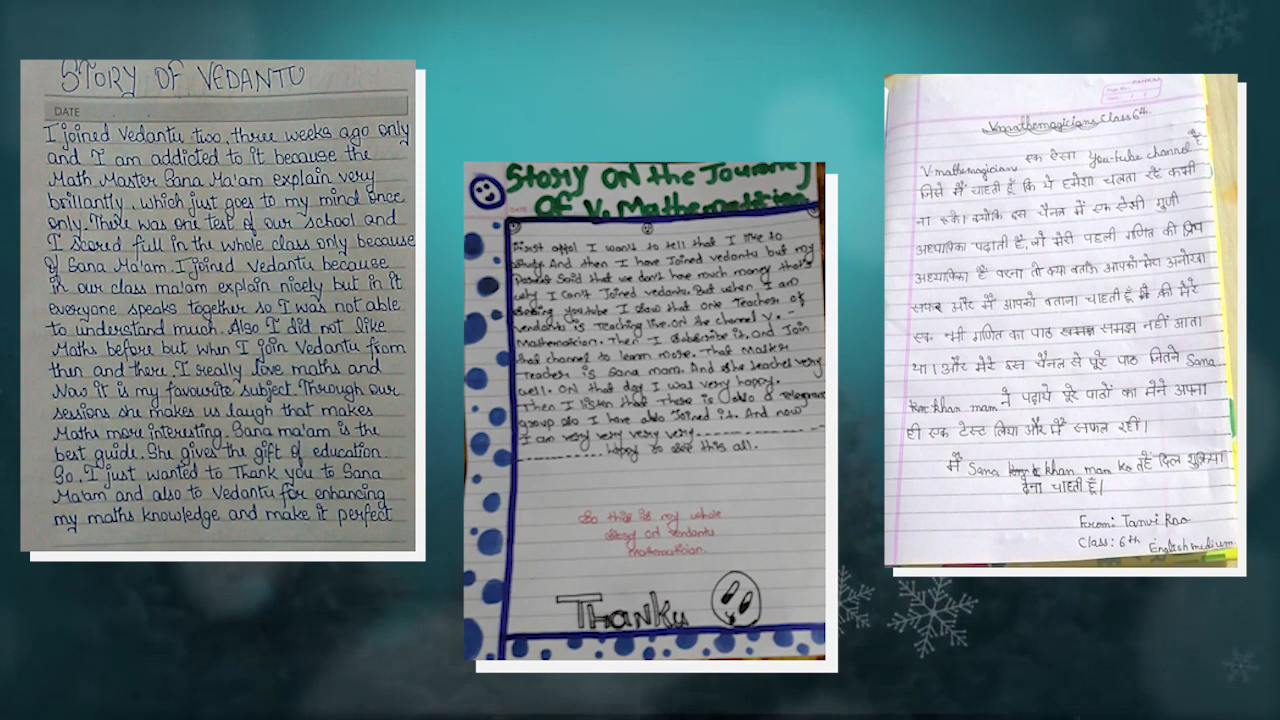 STORY OF VEDANTU
DATE
I joined Vedantu two, three weeks ago only
and I am addicted to it because the
Math Master Sana Ma'am explain very
brillantly, which just goes to my mind once
only. There was one test of our school and
I scored full in the whole class only because
of Sana Ma'am. I joined Vedantu because
in our class ma'am explain nicely but in it
everyone speaks together so I was not able
to understand much. Also I did not like
Maths before but when I join Vedantu from
then and there I really love maths and
Now it is my favourite subject. Through our
sessions she makes us laugh that makes
Maths more interesting. Sana ma'am is the
best guide. She gives the gift of education.
So, I just wanted to Thank you to Sana
Ma'am and also to Vedantu for enhancing
my maths knowledge and make it perfect
Story ON the Journey
OF V. Mathematician
First appol I want to tell that I like to
study. And then I have Joined vedantu but my
Parent Said that we don't have much money that's
why I Can't Joined vedantu. But when I am
seeing youtube I Saw that one Teacher of
vendantu is Teaching live. on the channel V. -
Mathematician. Then I Subscribe it. and Join
that channel to learn more. That Master
Teacher is Sana mam. And she teached very
well. ON that day I was very happy.
Then I listen that There is also a Telegram
group so I have also Joined it. And now
I am very very very very
happy to see this all.
So this is my whole
story on vendantu
mathematician.
Thanku
Vmanthemagicians Class 6th.
V mathemagician एक ऐसा You-tube channel है
जिसे मैं चाहती हूँ कि ये हमेशा चलता रहे कभी
ना रूके। क्योंकि इस चैनल में एक ऐसी गुणी
अध्यापिका पढ़ाती है, जो मेरी पहली गणित की प्रिय
अध्यापिका है पता तो क्या बताऊँ आपको मेरा अनोखा
सफर और मैं आपको बताना चाहती हूँ की मेरे
एक भी गणित का पाठ समझ नहीं आता
था। और मेरे इस चैनल से पूरे पाठ जितने Sana
khan mam ने पढ़ाये पूरे पाठों का मैने अपना
ही एक टेस्ट लिया और मैं सफल रहीं।
मैं Sana khan mam को तहें दिल शुक्रिया
देना चाहती हूँ।
From: Tanvi Rao
Class: 6th
English medium.